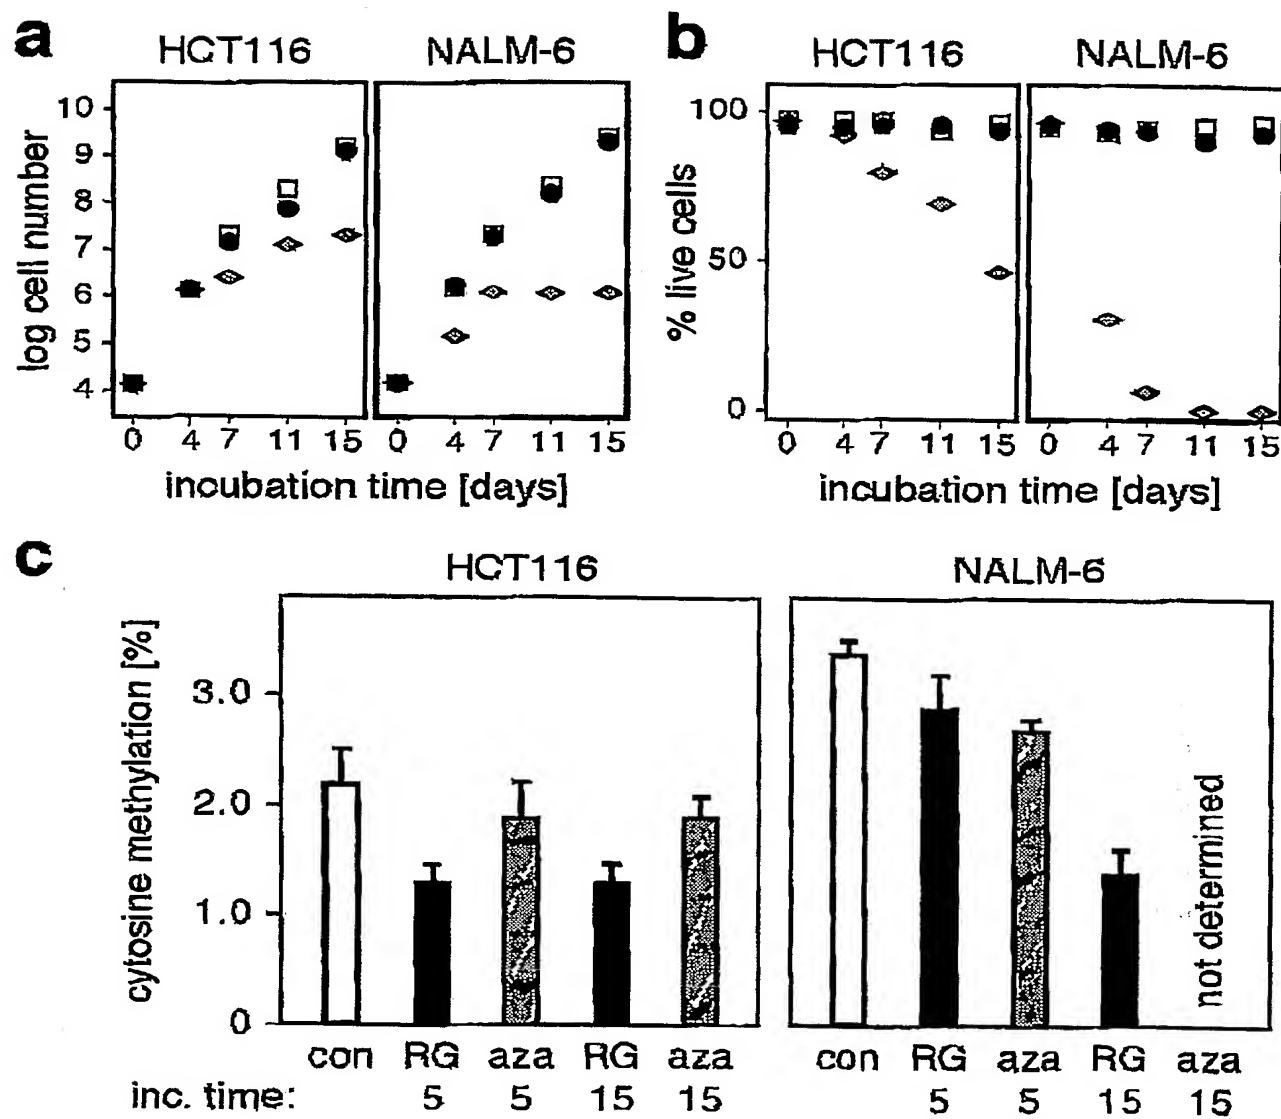 a
HCT116 NALM-6
log cell number
10
9
8
7
6
5
4
0 4 7 11 15 0 4 7 11 15
incubation time [days]
b
HCT116 NALM-6
% live cells
100
50
0
0 4 7 11 15 0 4 7 11 15
incubation time [days]
c
HCT116 NALM-6
cytosine methylation [%]
3.0
2.0
1.0
0
not determined
con RG aza RG aza con RG aza RG aza
inc. time: 5 5 15 15 5 5 15 15